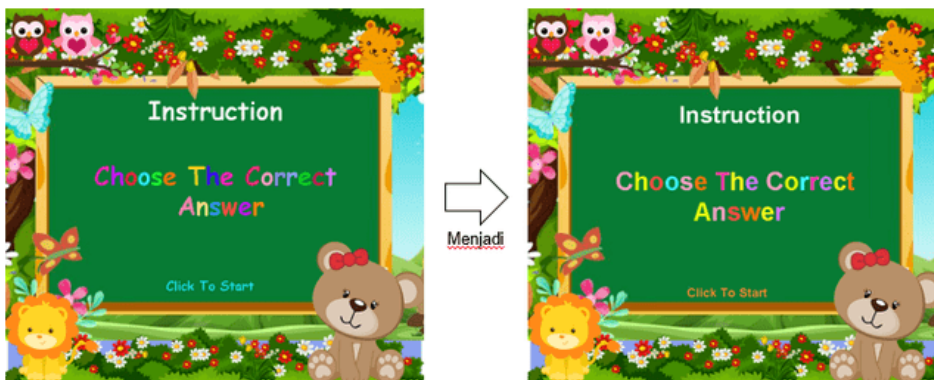 Instruction
Choose The Correct
Answer
Click To Start
Menjadi
Instruction
Choose The Correct
Answer
Click To Start